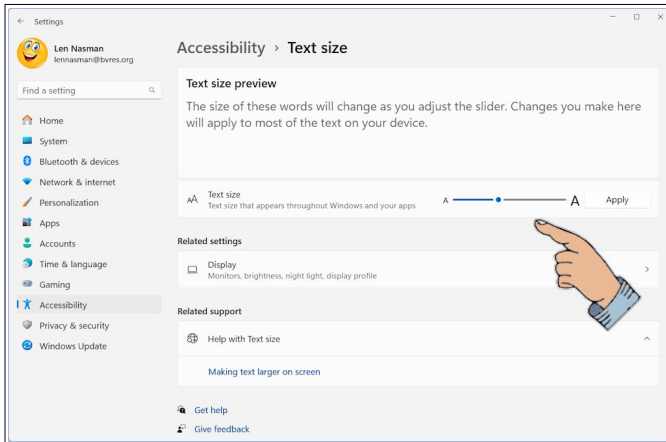 Settings
Len Nasman
lennasman@bvres.org
Find a setting
Home
System
Bluetooth & devices
Network & internet
Personalization
Apps
Accounts
Time & language
Gaming
Accessibility
Privacy & security
Windows Update
Accessibility > Text size
Text size preview
The size of these words will change as you adjust the slider. Changes you make here
will apply to most of the text on your device.
AA Text size
Text size that appears throughout Windows and your apps
A A Apply
Related settings
Display
Monitors, brightness, night light, display profile
Related support
Help with Text size
Making text larger on screen
Get help
Give feedback